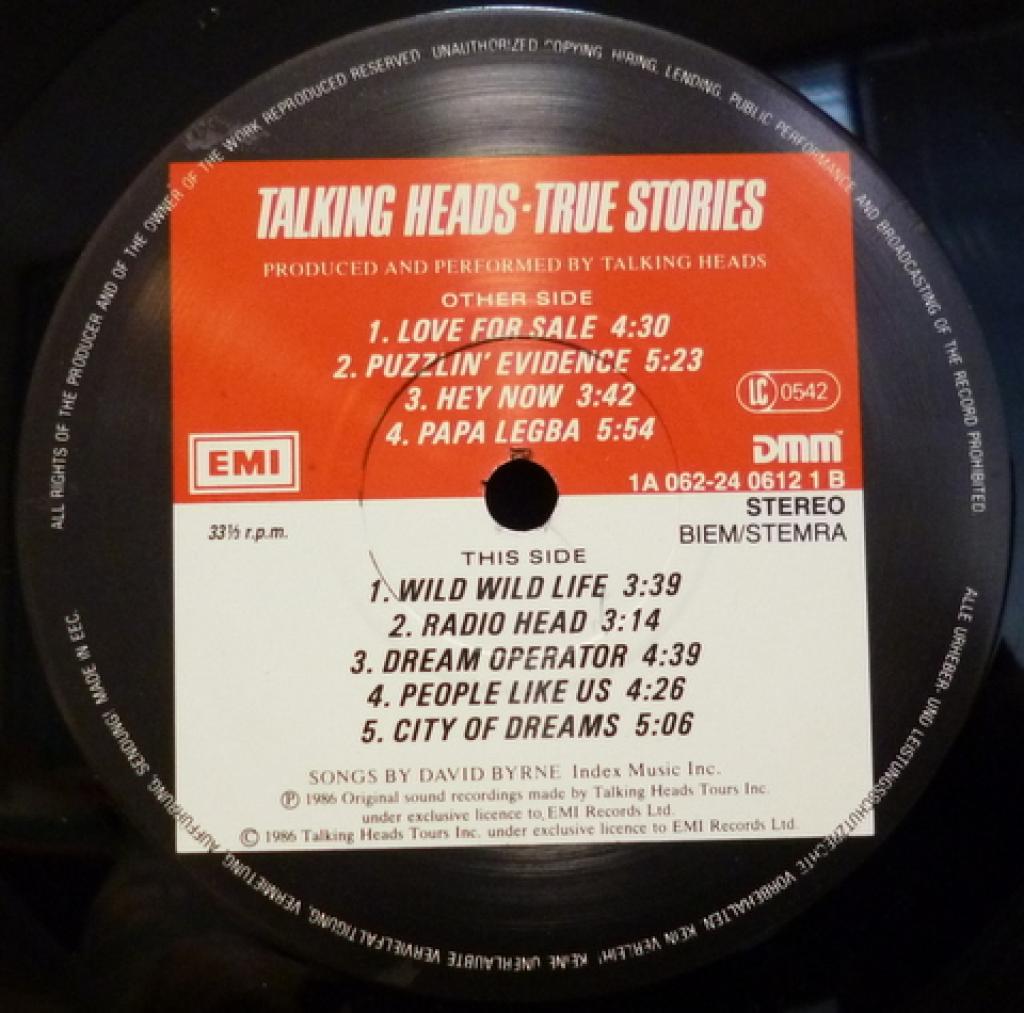 ALL RIGHTS OF THE PRODUCER AND OF THE OWNER OF THE WORK REPRODUCED RESERVED. UNAUTHORIZED COPYING, HIRING, LENDING, PUBLIC PERFORMANCE AND BROADCASTING OF THE RECORD PROHIBITED.
TALKING HEADS·TRUE STORIES
PRODUCED AND PERFORMED BY TALKING HEADS
OTHER SIDE
1. LOVE FOR SALE 4:30
2. PUZZLIN' EVIDENCE 5:23
3. HEY NOW 3:42
4. PAPA LEGBA 5:54
LC 0542
EMI
DMM™
1A 062-24 0612 1 B
STEREO
BIEM/STEMRA
33⅓ r.p.m.
THIS SIDE
1. WILD WILD LIFE 3:39
2. RADIO HEAD 3:14
3. DREAM OPERATOR 4:39
4. PEOPLE LIKE US 4:26
5. CITY OF DREAMS 5:06
SONGS BY DAVID BYRNE Index Music Inc.
℗ 1986 Original sound recordings made by Talking Heads Tours Inc.
under exclusive licence to EMI Records Ltd.
© 1986 Talking Heads Tours Inc. under exclusive licence to EMI Records Ltd.
ALLE URHEBER- UND LEISTUNGSSCHUTZRECHTE VORBEHALTEN. KEIN VERLEIH! KEINE UNERLAUBTE VERVIELFÄLTIGUNG, VERMIETUNG, AUFFÜHRUNG, SENDUNG! MADE IN EEC.